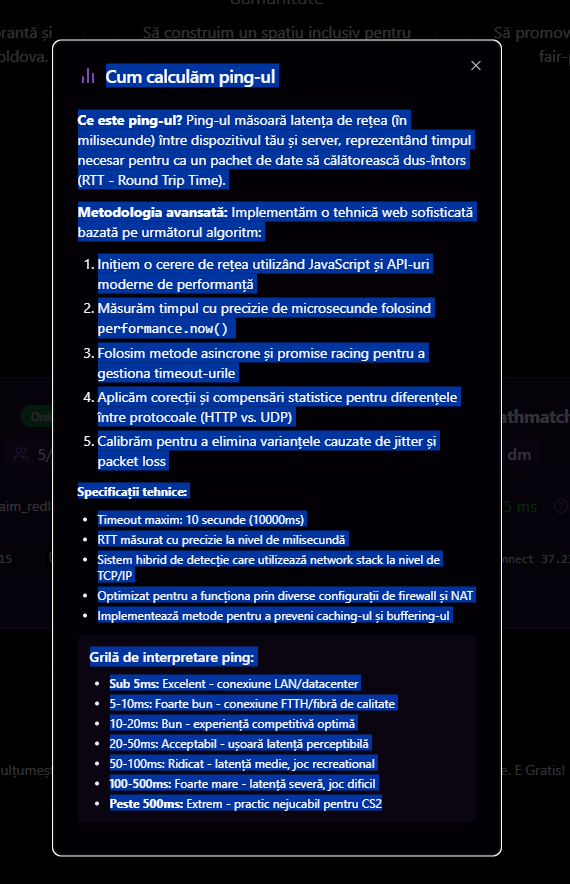 Comunitate
Să construim un spațiu inclusiv pentru
Să promov
oldova.
fair-p
Cum calculăm ping-ul
Ce este ping-ul? Ping-ul măsoară latența de rețea (în
milisecunde) între dispozitivul tău și server, reprezentând timpul
necesar pentru ca un pachet de date să călătorească dus-întors
(RTT - Round Trip Time).
Metodologia avansată: Implementăm o tehnică web sofisticată
bazată pe următorul algoritm:
1. Inițiem o cerere de rețea utilizând JavaScript și API-uri
moderne de performanță
2. Măsurăm timpul cu precizie de microsecunde folosind
performance.now()
3. Folosim metode asincrone și promise racing pentru a
gestiona timeout-urile
4. Aplicăm corecții și compensări statistice pentru diferențele
între protocoale (HTTP vs. UDP)
5. Calibrăm pentru a elimina varianțele cauzate de jitter și
packet loss
Specificații tehnice:
• Timeout maxim: 10 secunde (10000ms)
• RTT măsurat cu precizie la nivel de milisecundă
• Sistem hibrid de detecție care utilizează network stack la nivel de
TCP/IP
• Optimizat pentru a funcționa prin diverse configurații de firewall și NAT
• Implementează metode pentru a preveni caching-ul și buffering-ul
Grilă de interpretare ping:
• Sub 5ms: Excelent - conexiune LAN/datacenter
• 5-10ms: Foarte bun - conexiune FTTH/fibră de calitate
• 10-20ms: Bun - experiență competitivă optimă
• 20-50ms: Acceptabil - ușoară latență perceptibilă
• 50-100ms: Ridicat - latență medie, joc recreational
• 100-500ms: Foarte mare - latență severă, joc dificil
• Peste 500ms: Extrem - practic nejucabil pentru CS2
Onl
athmatch
5/
dm
aim_redl
5 ms
15
nnect 37.2
ulțumeșt
e. E Gratis!